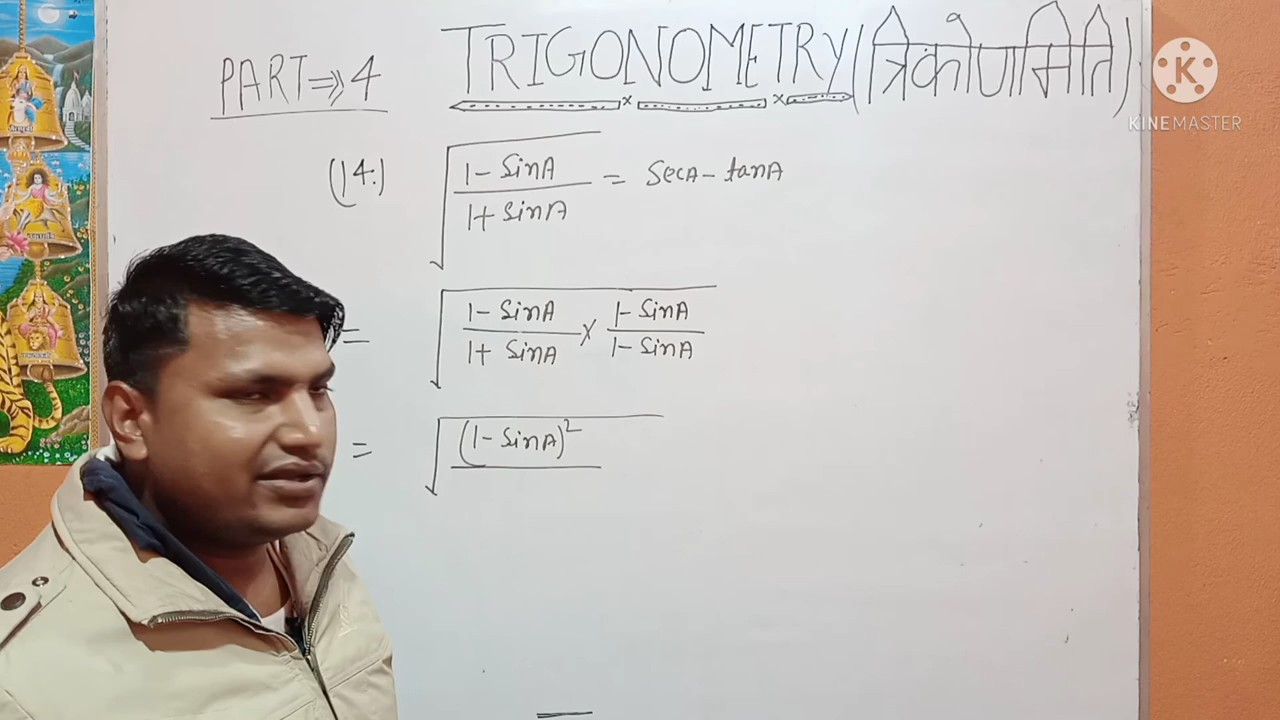 PART ⇒ 4 TRIGONOMETRY (त्रिकोणमिति)
K
KINEMASTER
(14.) √((1 - SinA)/(1 + SinA)) = SecA - tanA
= √((1 - SinA)/(1 + SinA) × (1 - SinA)/(1 - SinA))
= √((1 - SinA)²